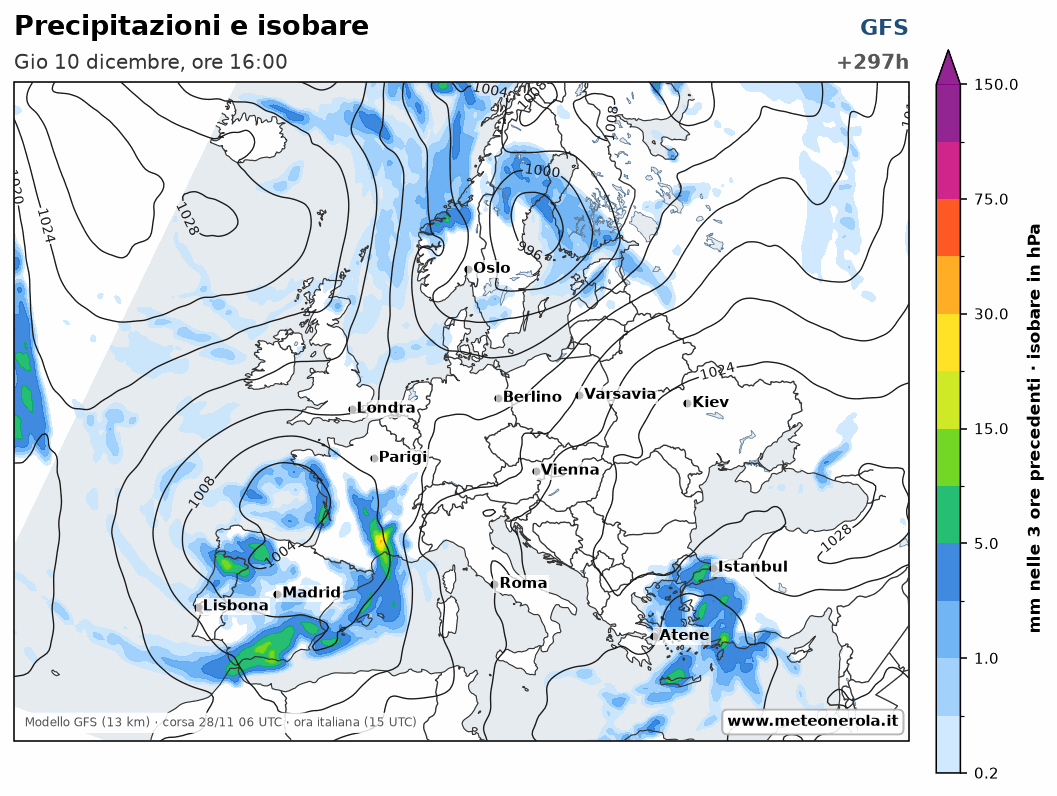 Precipitazioni e isobare
GFS
Gio 10 dicembre, ore 16:00
+297h
150.0
75.0
30.0
15.0
5.0
1.0
0.2
mm nelle 3 ore precedenti · isobare in hPa
1004
1008
1008
1000
1020
1024
1028
996
Oslo
1024
Berlino
Varsavia
Kiev
Londra
Parigi
Vienna
1008
1004
1028
Istanbul
Roma
Madrid
Lisbona
Atene
Modello GFS (13 km) · corsa 28/11 06 UTC · ora italiana (15 UTC)
www.meteonerola.it